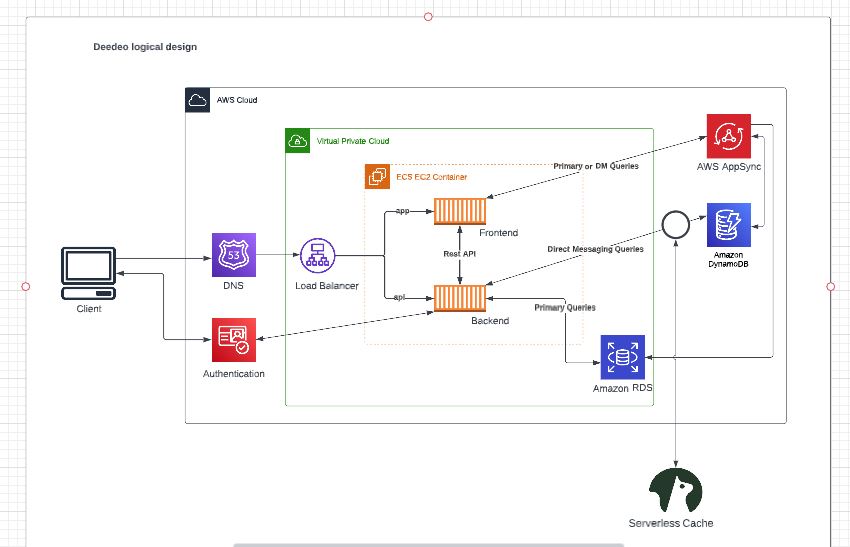 Deedeo logical design
AWS Cloud
Virtual Private Cloud
ECS EC2 Container
Primary or DM Queries
AWS AppSync
app
Frontend
53
Rest API
Direct Messaging Queries
Amazon
DynamoDB
DNS
Load Balancer
api
Client
Backend
Primary Queries
Authentication
Amazon RDS
Serverless Cache